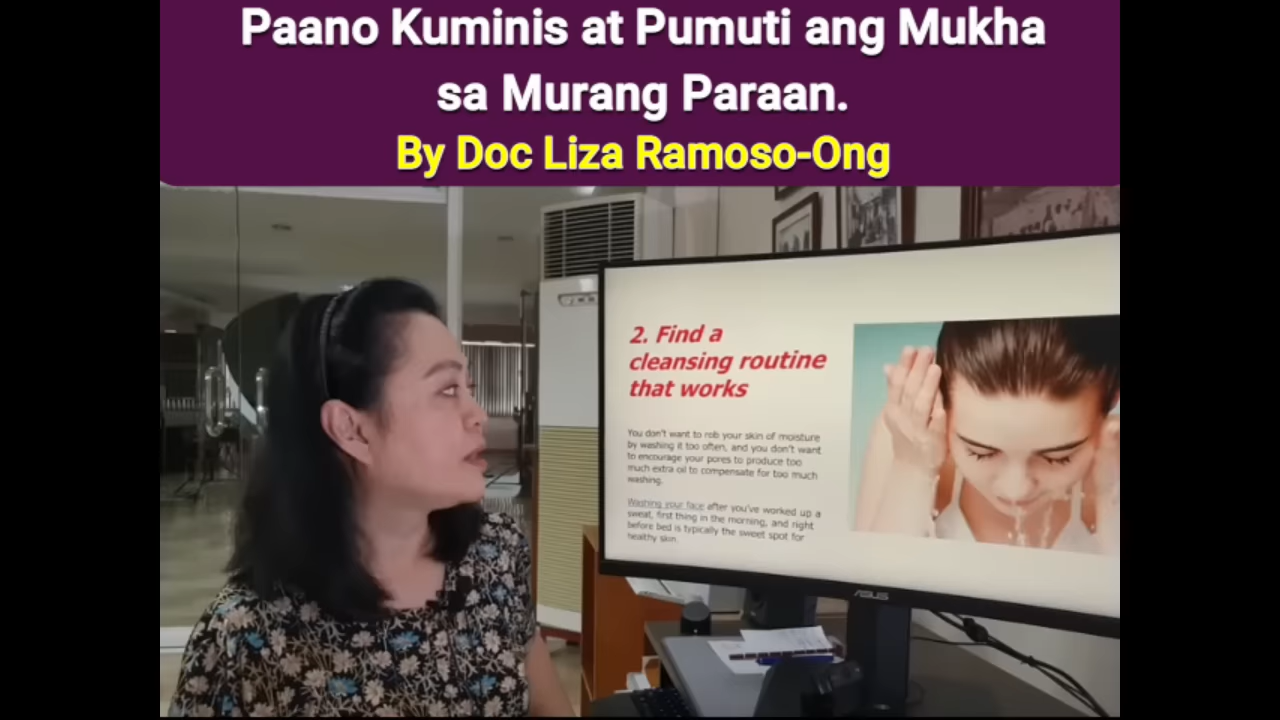 Paano Kuminis at Pumuti ang Mukha
sa Murang Paraan.
By Doc Liza Ramoso-Ong
2. Find a
cleansing routine
that works
You don't want to rob your skin of moisture
by washing it too often, and you don't want
to encourage your pores to produce too
much extra oil to compensate for too much
washing.
Washing your face after you've worked up a
sweat, first thing in the morning, and right
before bed is typically the sweet spot for
healthy skin.
ASUS